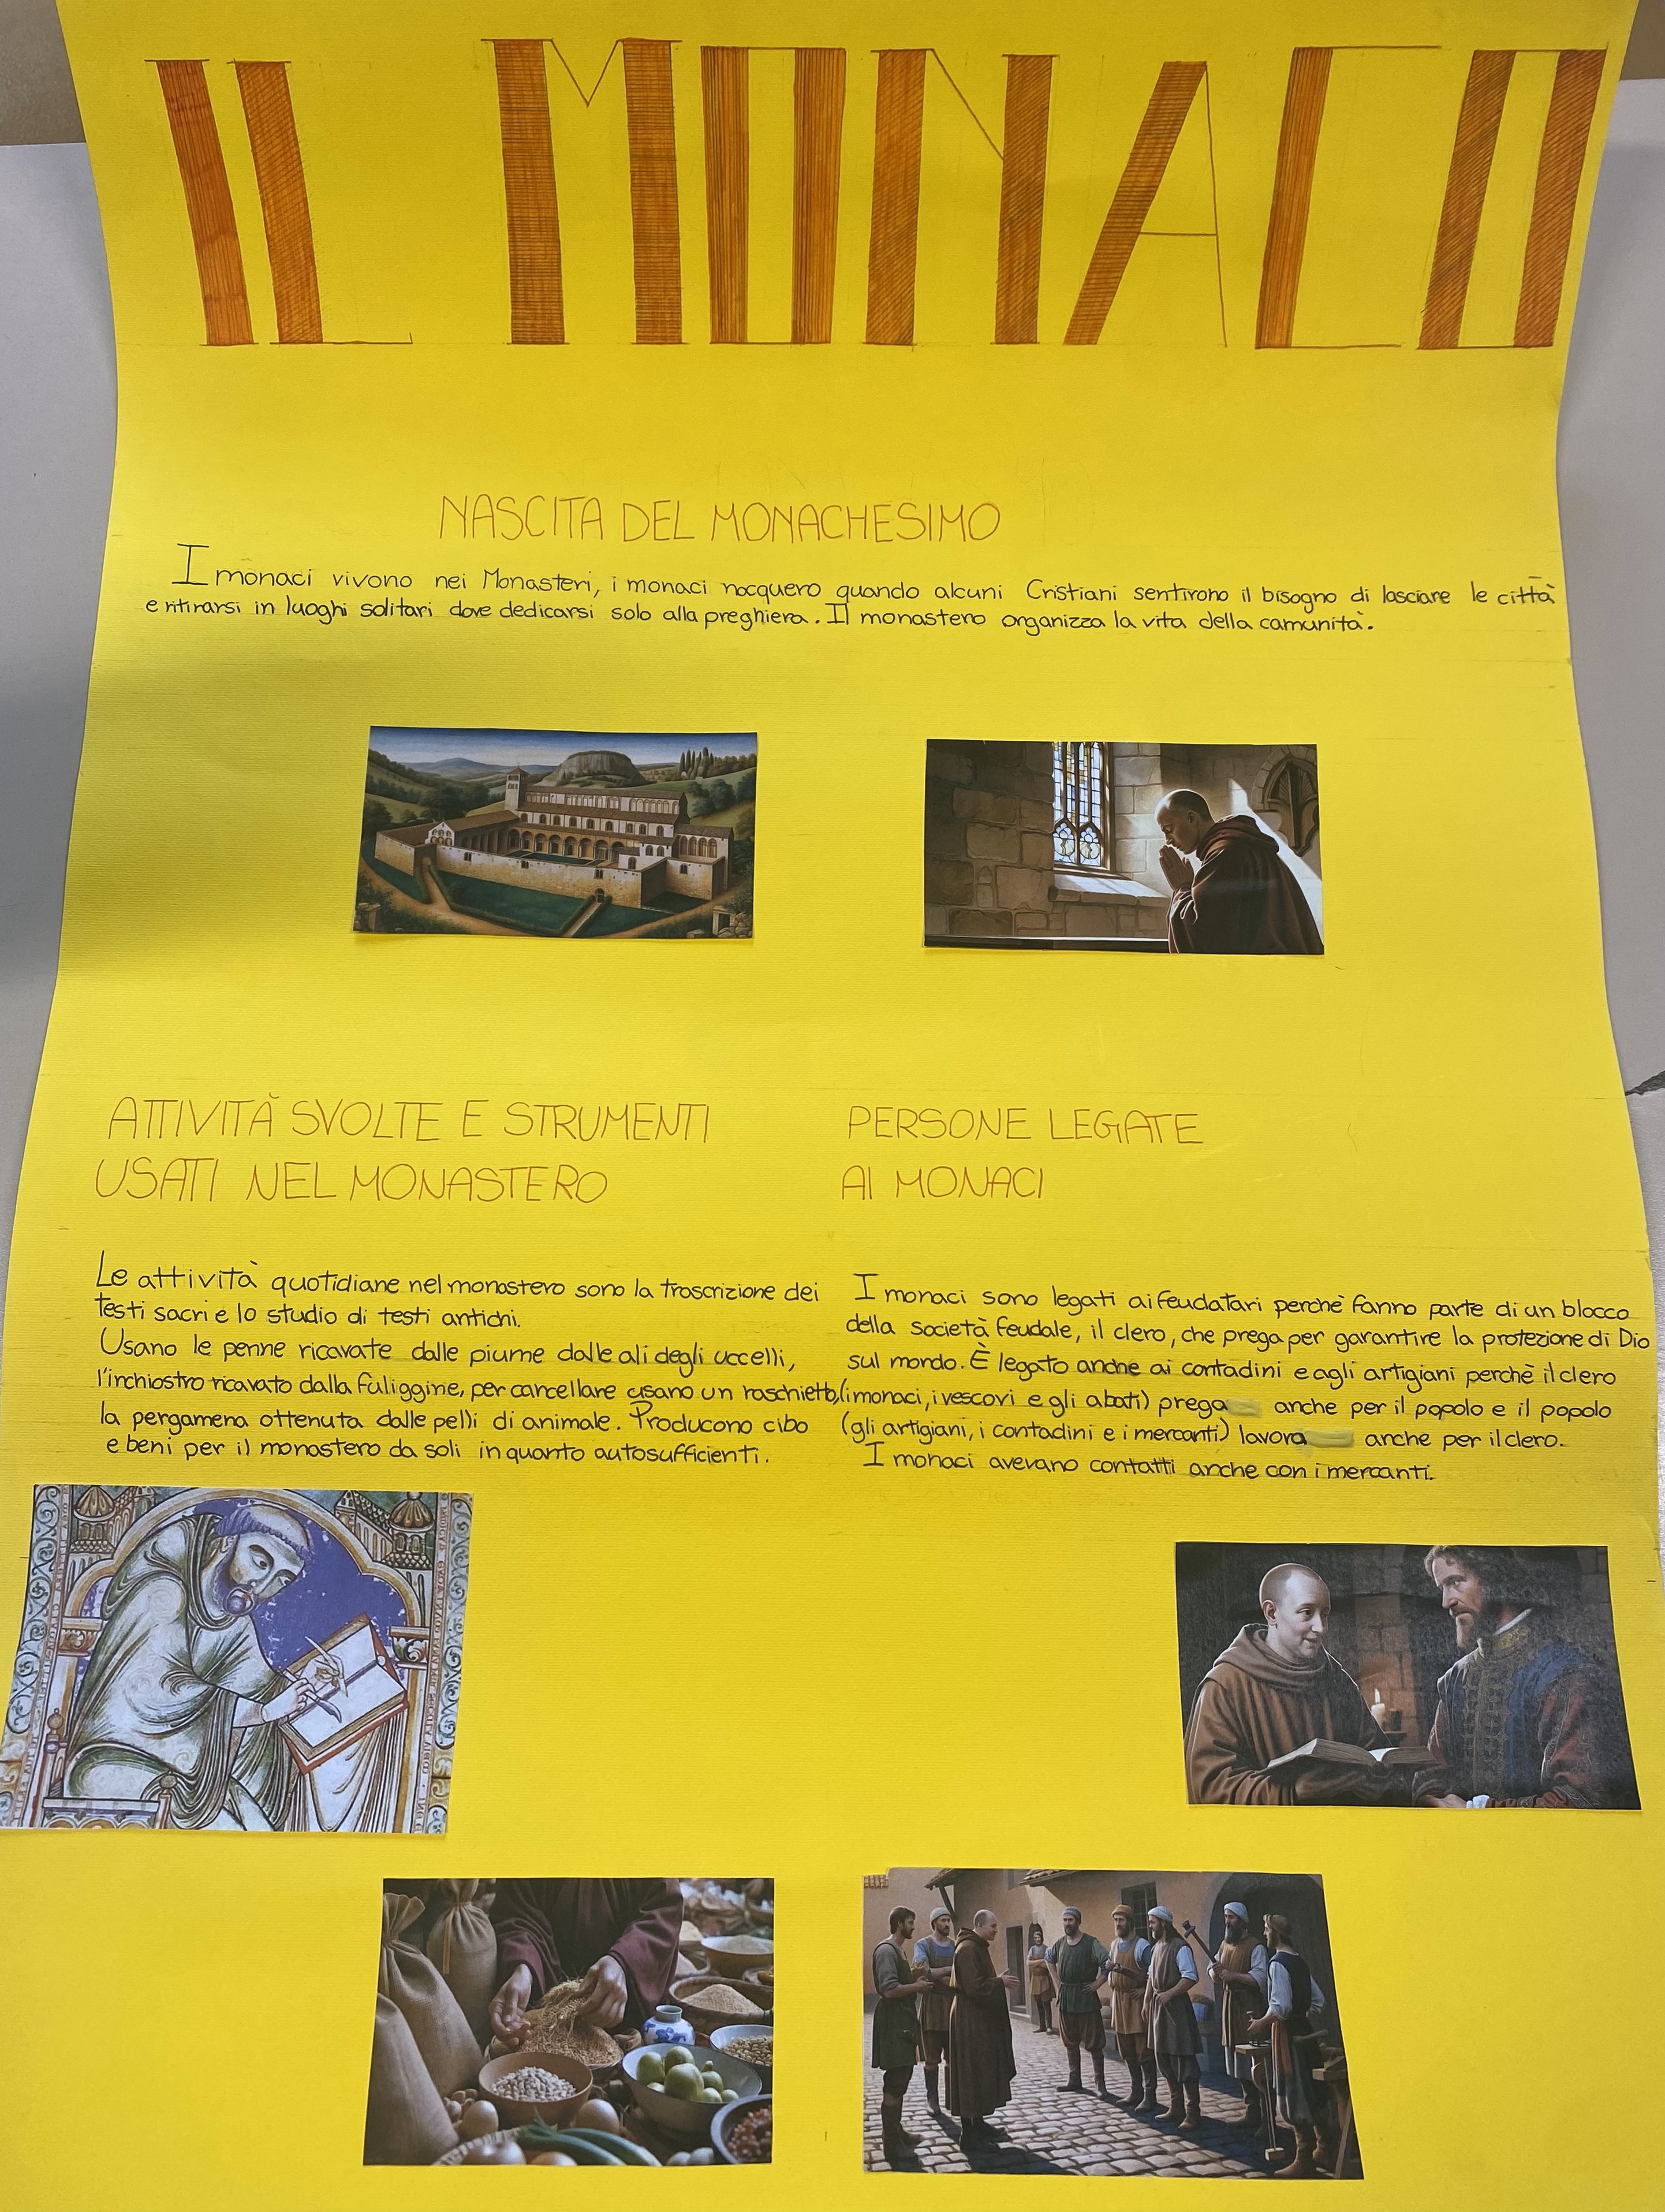 IL MONACO
NASCITA DEL MONACHESIMO
I monaci vivono nei Monasteri, i monaci nacquero quando alcuni Cristiani sentirono il bisogno di lasciare le città
e ritirarsi in luoghi solitari dove dedicarsi solo alla preghiera. Il monastero organizza la vita della comunità.
ATTIVITÀ SVOLTE E STRUMENTI
USATI NEL MONASTERO
Le attività quotidiane nel monastero sono la trascrizione dei
testi sacri e lo studio di testi antichi.
Usano le penne ricavate dalle piume dalle ali degli uccelli,
l'inchiostro ricavato dalla fuliggine, per cancellare usano un raschietto,
la pergamena ottenuta dalle pelli di animale. Producono cibo
e beni per il monastero da soli in quanto autosufficienti.
PERSONE LEGATE
AI MONACI
I monaci sono legati ai feudatari perchè fanno parte di un blocco
della società feudale, il clero, che prega per garantire la protezione di Dio
sul mondo. È legato anche ai contadini e agli artigiani perchè il clero
(i monaci, i vescovi e gli abati) prega anche per il popolo e il popolo
(gli artigiani, i contadini e i mercanti) lavora anche per il clero.
I monaci avevano contatti anche con i mercanti.